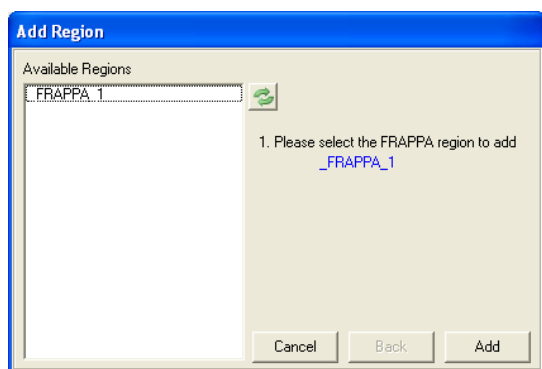 Add Region
Available Regions
_FRAPPA_1
1. Please select the FRAPPA region to add
_FRAPPA_1
Cancel
Back
Add